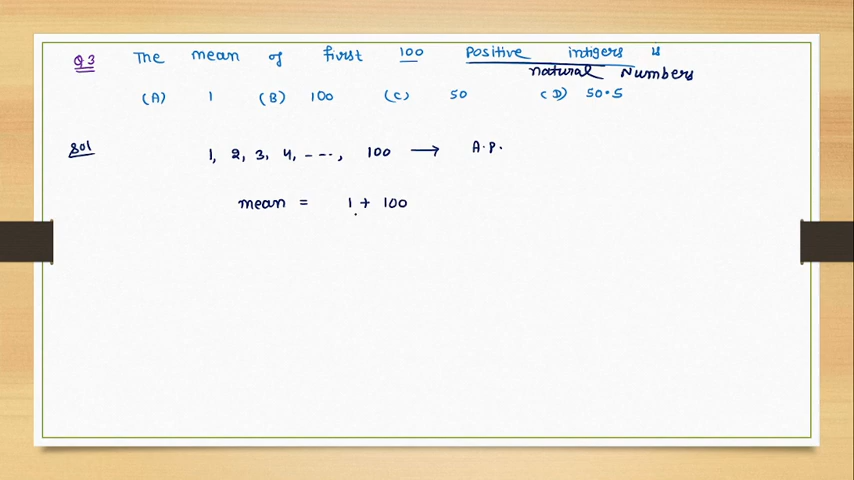 Q3 The mean of first 100 positive intigers is
natural Numbers
(A) 1 (B) 100 (C) 50 (D) 50.5
Sol 1, 2, 3, 4, ----, 100 → A.P.
mean = 1 + 100